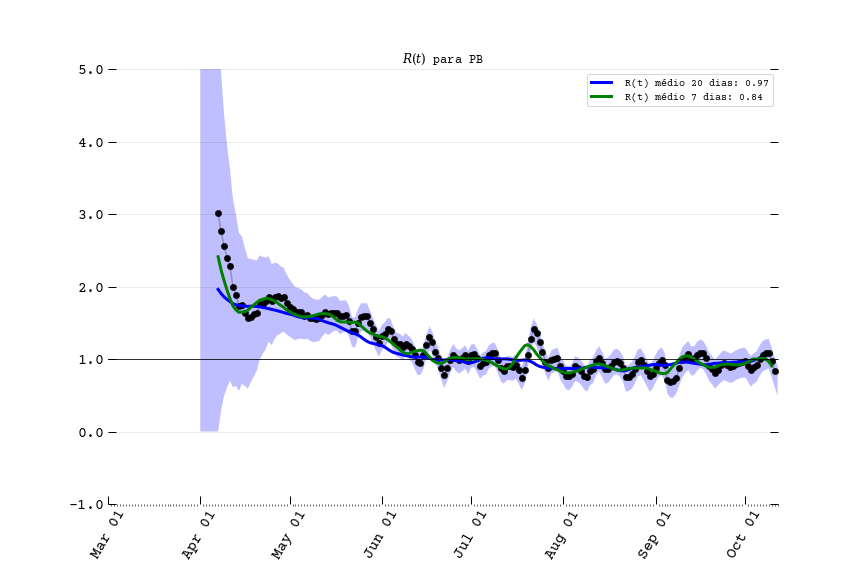 R(t) para PB
5.0
R(t) médio 20 dias: 0.97
R(t) médio 7 dias: 0.84
4.0
3.0
2.0
1.0
0.0
-1.0
Mar 01
Apr 01
May 01
Jun 01
Jul 01
Aug 01
Sep 01
Oct 01